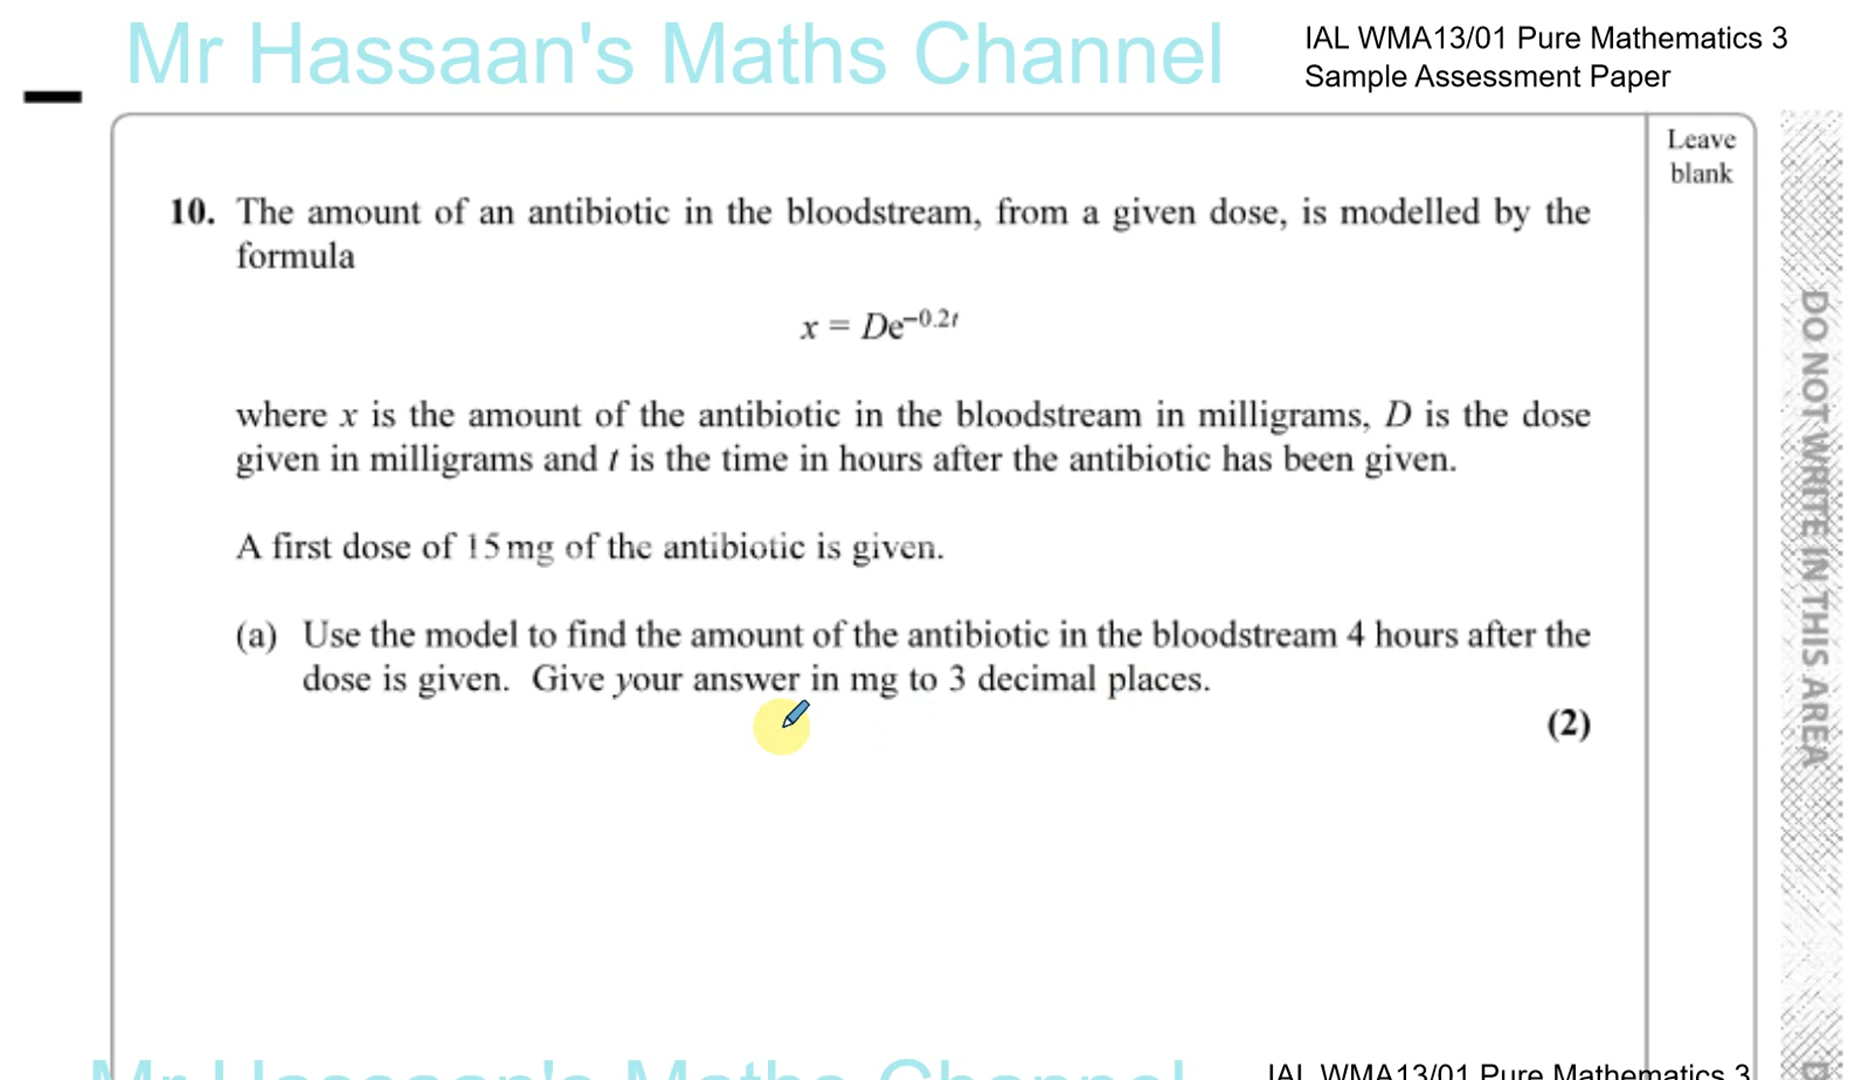 Mr Hassaan's Maths Channel
IAL WMA13/01 Pure Mathematics 3
Sample Assessment Paper
Leave
blank
10. The amount of an antibiotic in the bloodstream, from a given dose, is modelled by the
formula
x = De^{-0.2t}
where x is the amount of the antibiotic in the bloodstream in milligrams, D is the dose
given in milligrams and t is the time in hours after the antibiotic has been given.
A first dose of 15 mg of the antibiotic is given.
(a) Use the model to find the amount of the antibiotic in the bloodstream 4 hours after the
dose is given. Give your answer in mg to 3 decimal places.
(2)
DO NOT WRITE IN THIS AREA
Mr Hassaan's Maths Channel
IAL WMA13/01 Pure Mathematics 3
D